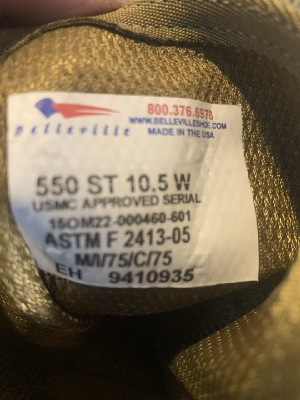 Belleville
800.376.6978
WWW.BELLEVILLESHOE.COM
MADE IN THE USA
550 ST 10.5 W
USMC APPROVED SERIAL
15OM22-000460-601
ASTM F 2413-05
M/I/75/C/75
EH 9410935